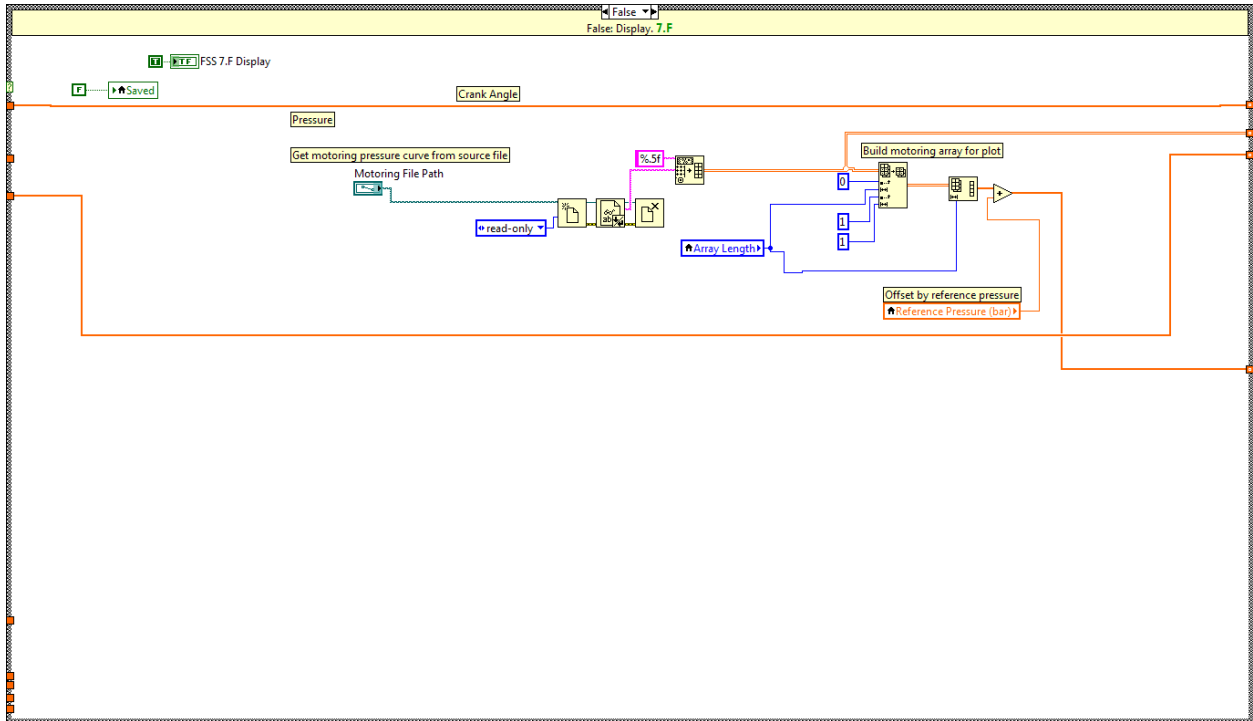 False
False: Display. 7.F
T
TF
FSS 7.F Display
F
Saved
Crank Angle
Pressure
Get motoring pressure curve from source file
%.5f
Build motoring array for plot
Motoring File Path
0
read-only
1
Array Length
1
Offset by reference pressure
Reference Pressure (bar)